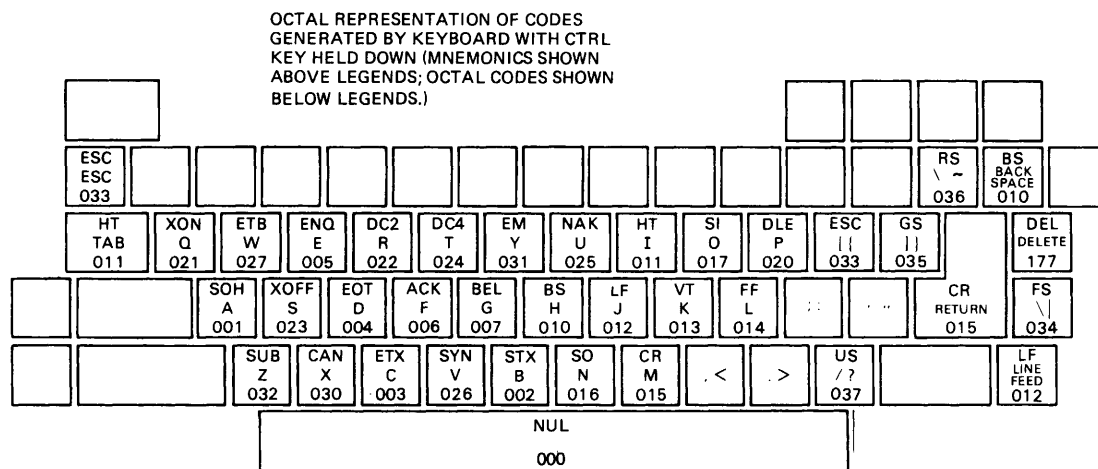 OCTAL REPRESENTATION OF CODES
GENERATED BY KEYBOARD WITH CTRL
KEY HELD DOWN (MNEMONICS SHOWN
ABOVE LEGENDS; OCTAL CODES SHOWN
BELOW LEGENDS.)
ESC RS BS
ESC \ ~ BACK SPACE
033 036 010
HT XON ETB ENQ DC2 DC4 EM NAK HT SI DLE ESC GS DEL
TAB Q W E R T Y U I O P [{ ]} DELETE
011 021 027 005 022 024 031 025 011 017 020 033 035 177
SOH XOFF EOT ACK BEL BS LF VT FF CR FS
A S D F G H J K L ;: ' " RETURN \|
001 023 004 006 007 010 012 013 014 015 034
SUB CAN ETX SYN STX SO CR US LF
Z X C V B N M ,< .> /? LINE FEED
032 030 003 026 002 016 015 037 012
NUL
000